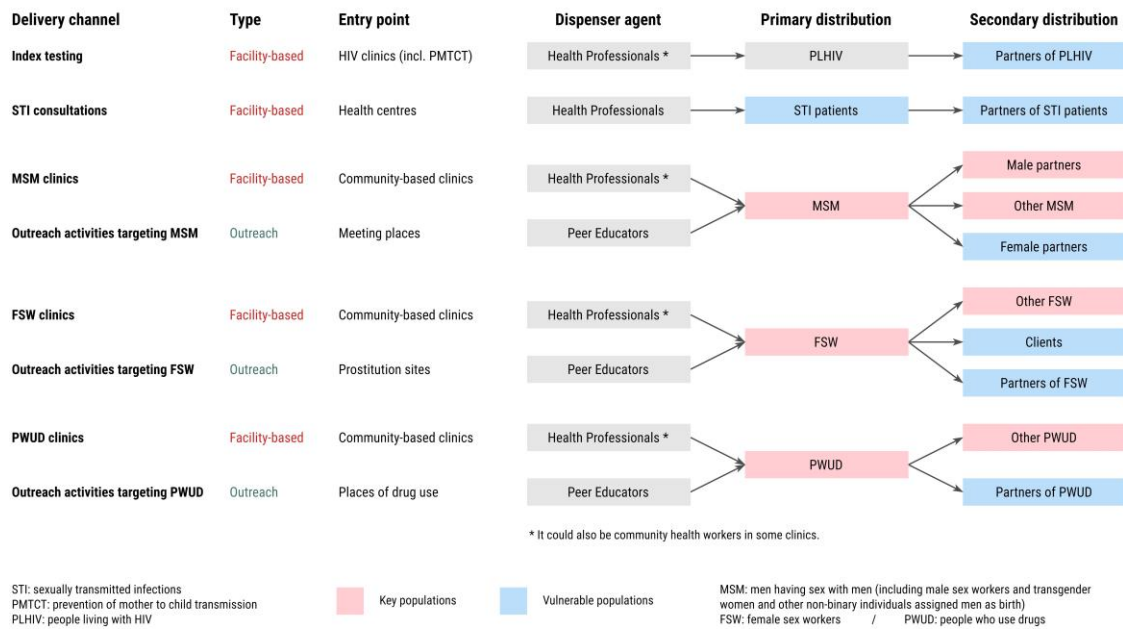 Delivery channel Type Entry point Dispenser agent Primary distribution Secondary distribution
Index testing Facility-based HIV clinics (incl. PMTCT) Health Professionals * PLHIV Partners of PLHIV
STI consultations Facility-based Health centres Health Professionals STI patients Partners of STI patients
Male partners
MSM clinics Facility-based Community-based clinics Health Professionals *
MSM Other MSM
Outreach activities targeting MSM Outreach Meeting places Peer Educators
Female partners
Other FSW
FSW clinics Facility-based Community-based clinics Health Professionals *
FSW Clients
Outreach activities targeting FSW Outreach Prostitution sites Peer Educators
Partners of FSW
PWUD clinics Facility-based Community-based clinics Health Professionals * Other PWUD
PWUD
Outreach activities targeting PWUD Outreach Places of drug use Peer Educators Partners of PWUD
* It could also be community health workers in some clinics.
STI: sexually transmitted infections
PMTCT: prevention of mother to child transmission
PLHIV: people living with HIV
Key populations Vulnerable populations
MSM: men having sex with men (including male sex workers and transgender
women and other non-binary individuals assigned men as birth)
FSW: female sex workers / PWUD: people who use drugs